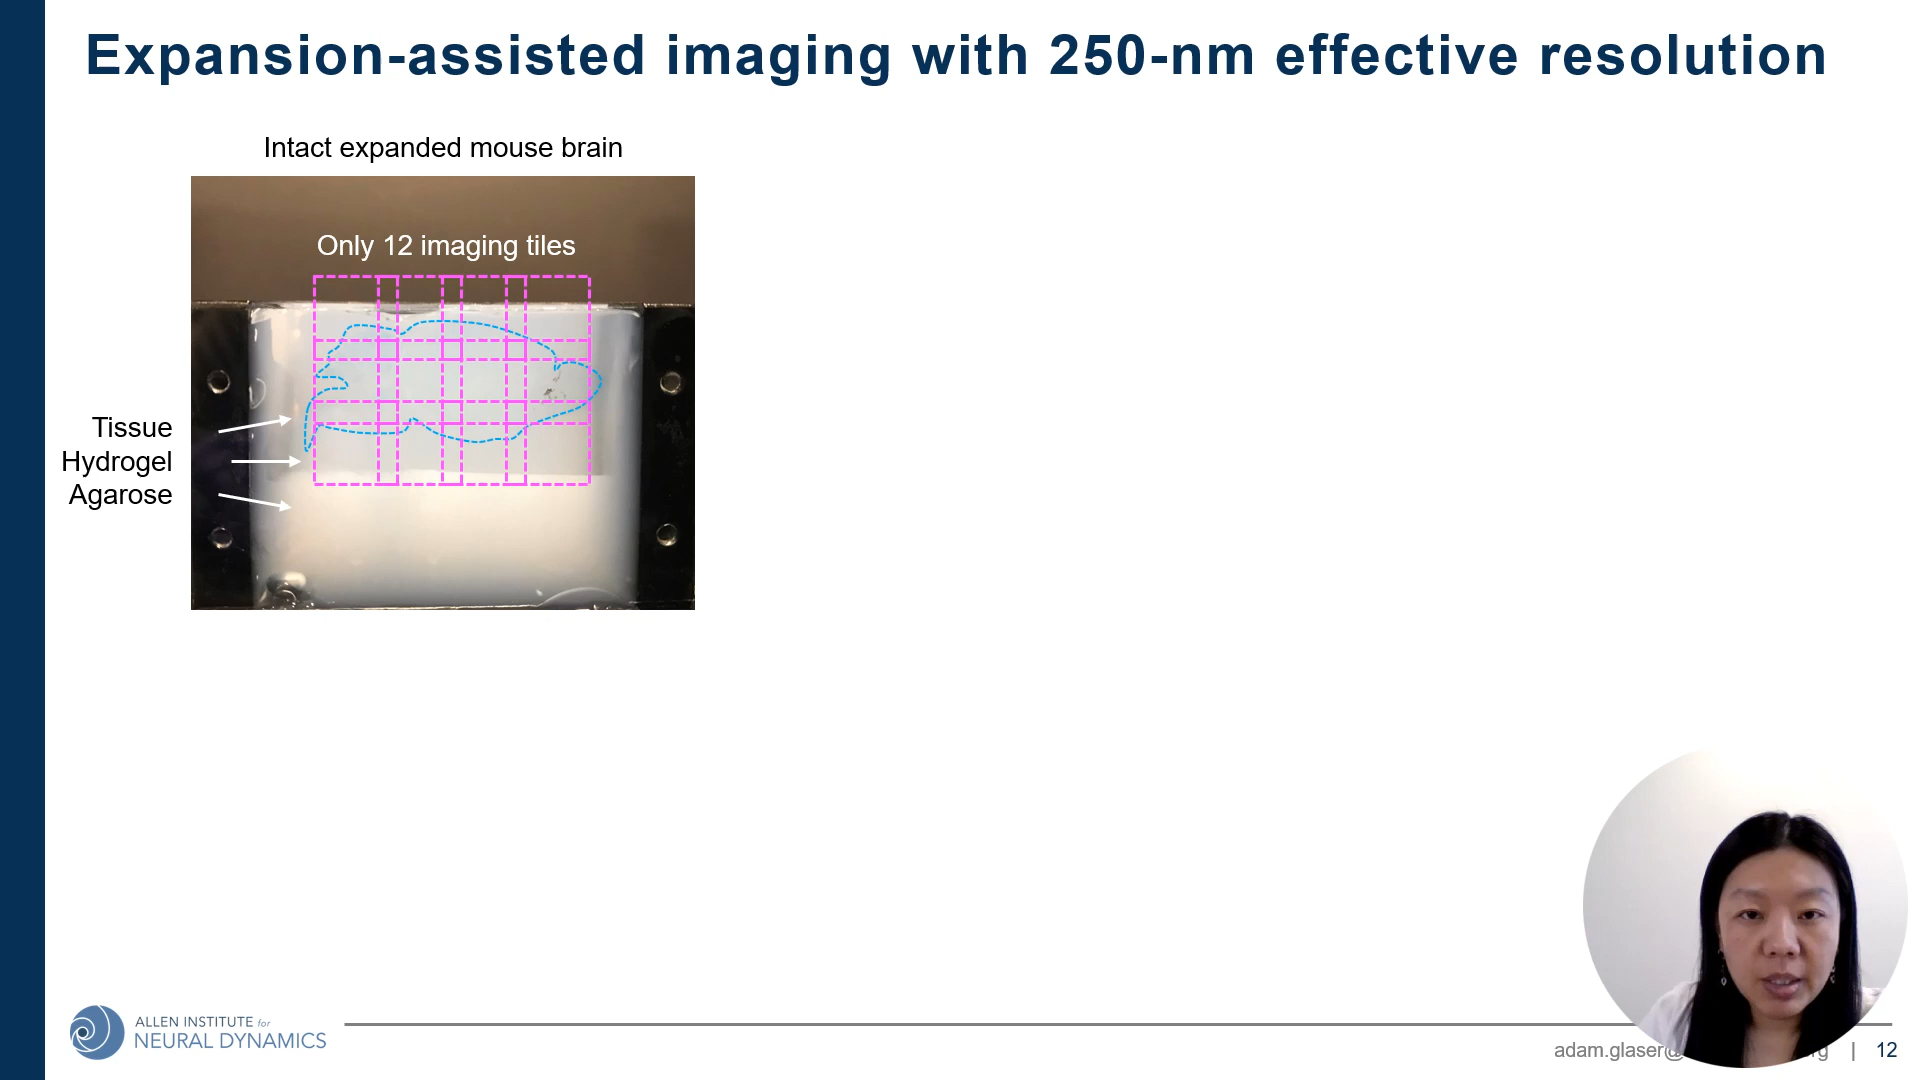 Expansion-assisted imaging with 250-nm effective resolution
Intact expanded mouse brain
Only 12 imaging tiles
Tissue
Hydrogel
Agarose
ALLEN INSTITUTE for
NEURAL DYNAMICS
adam.glaser@ rg | 12